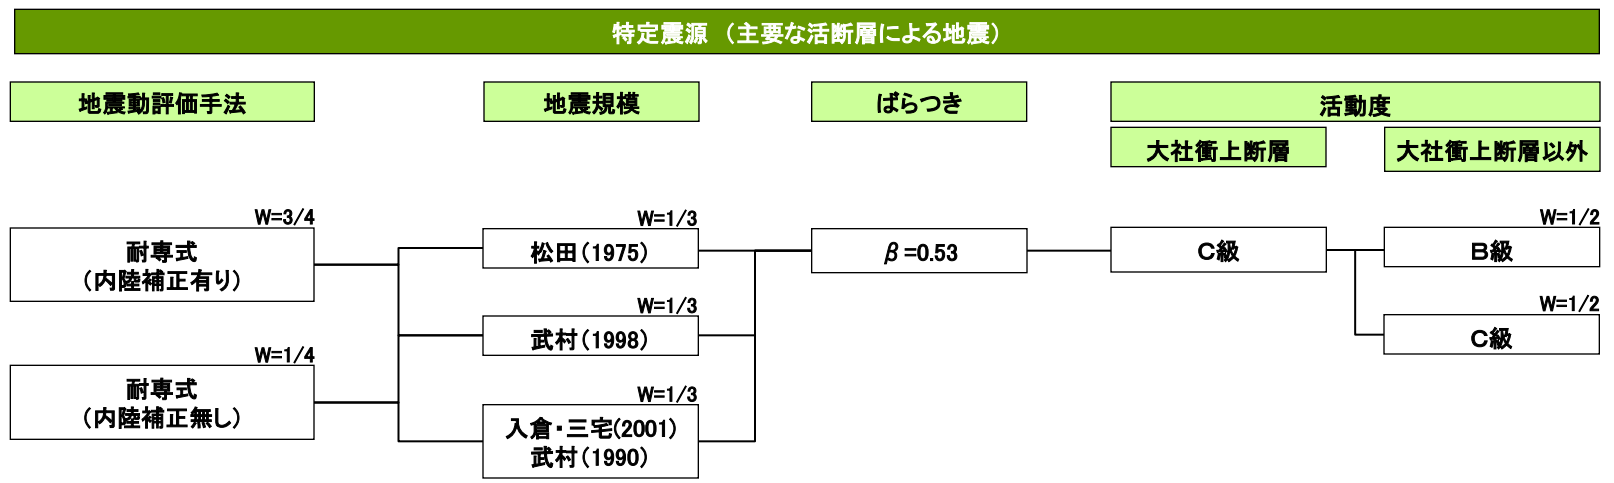 特定震源 （主要な活断層による地震）
地震動評価手法
地震規模
ばらつき
活動度
大社衝上断層
大社衝上断層以外
W=3/4
耐専式
（内陸補正有り）
W=1/4
耐専式
（内陸補正無し）
W=1/3
松田（1975）
W=1/3
武村（1998）
W=1/3
入倉・三宅(2001)
武村（1990）
β=0.53
C級
W=1/2
B級
W=1/2
C級